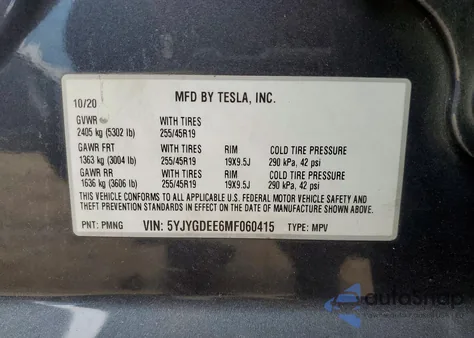 10/20 MFD BY TESLA, INC.
GVWR WITH TIRES
2405 kg (5302 lb) 255/45R19
GAWR FRT WITH TIRES RIM COLD TIRE PRESSURE
1363 kg (3004 lb) 255/45R19 19X9.5J 290 kPa, 42 psi
GAWR RR WITH TIRES RIM COLD TIRE PRESSURE
1636 kg (3606 lb) 255/45R19 19X9.5J 290 kPa, 42 psi
THIS VEHICLE CONFORMS TO ALL APPLICABLE U.S. FEDERAL MOTOR VEHICLE SAFETY AND
THEFT PREVENTION STANDARDS IN EFFECT ON THE DATE OF MANUFACTURE SHOWN ABOVE.
PNT: PMNG VIN: 5YJYGDEE6MF060415 TYPE: MPV
autoSnap